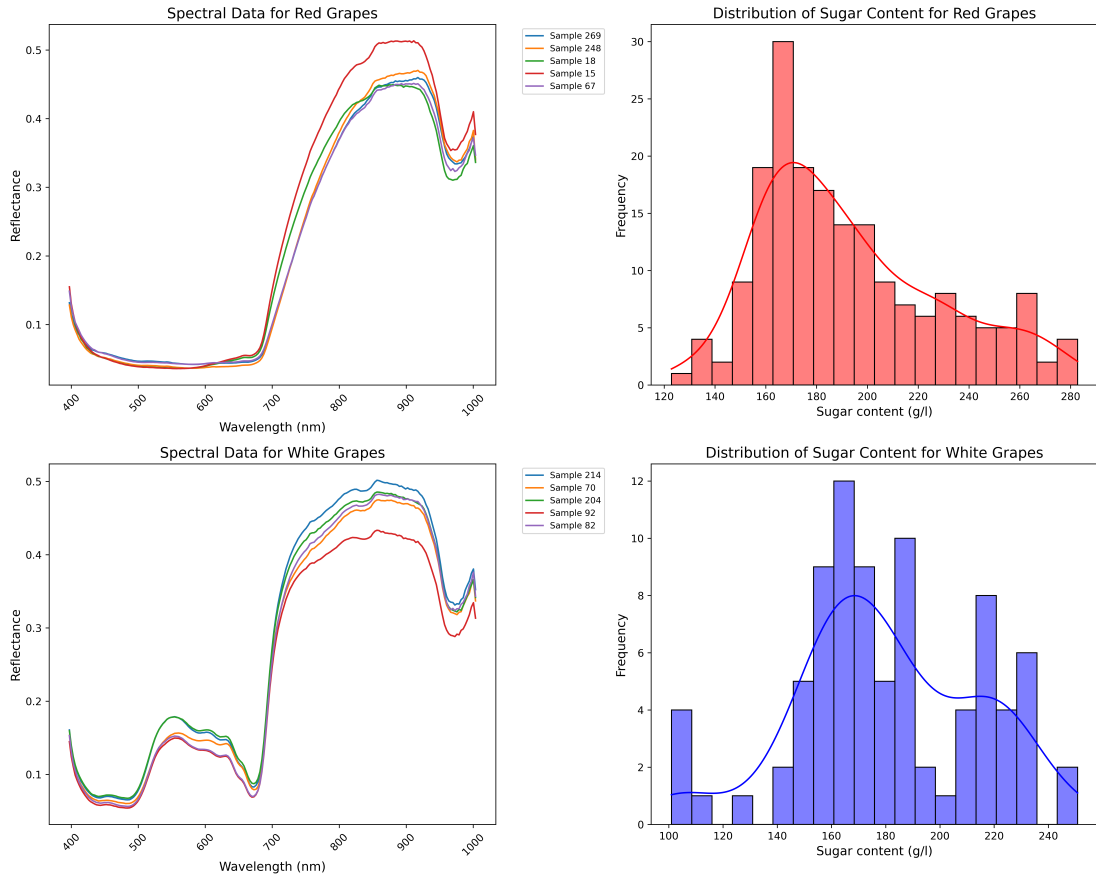 Spectral Data for Red Grapes
Reflectance
0.5
0.4
0.3
0.2
0.1
400
500
600
700
800
900
1000
Wavelength (nm)
Sample 269
Sample 248
Sample 18
Sample 15
Sample 67
Distribution of Sugar Content for Red Grapes
Frequency
30
25
20
15
10
5
0
120
140
160
180
200
220
240
260
280
Sugar content (g/l)
Spectral Data for White Grapes
Reflectance
0.5
0.4
0.3
0.2
0.1
400
500
600
700
800
900
1000
Wavelength (nm)
Sample 214
Sample 70
Sample 204
Sample 92
Sample 82
Distribution of Sugar Content for White Grapes
Frequency
12
10
8
6
4
2
0
100
120
140
160
180
200
220
240
Sugar content (g/l)